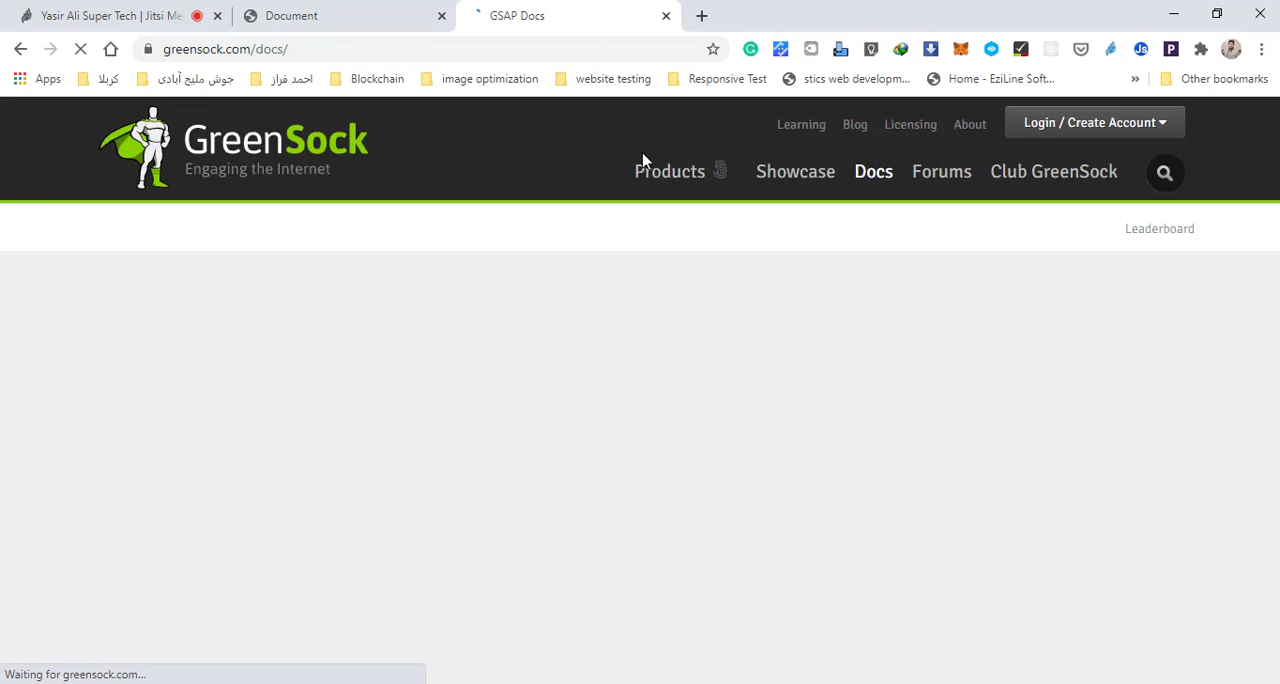 Yasir Ali Super Tech | Jitsi Me
Document
GSAP Docs
greensock.com/docs/
Apps
کربلا
جوش ملیح آبادی
احمد فراز
Blockchain
image optimization
website testing
Responsive Test
stics web developm...
Home - EziLine Soft...
»
Other bookmarks
GreenSock
Engaging the Internet
Learning
Blog
Licensing
About
Login / Create Account
Products
Showcase
Docs
Forums
Club GreenSock
Leaderboard
Waiting for greensock.com...